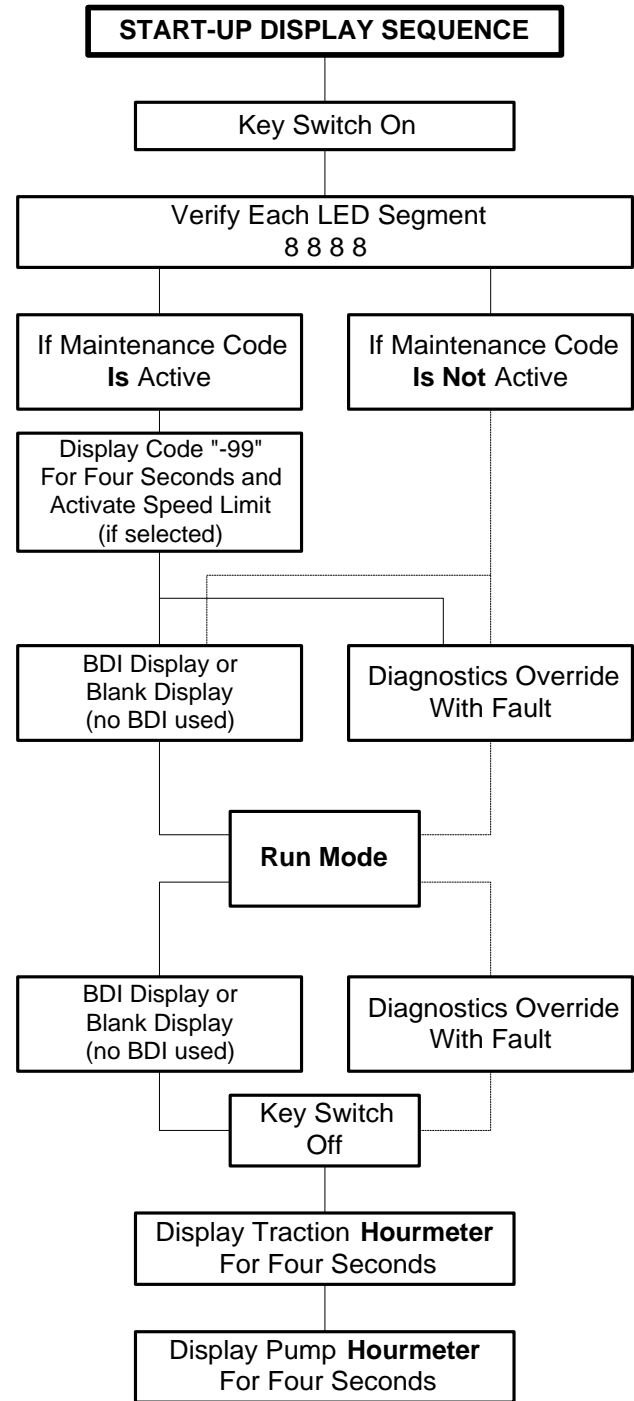 START-UP DISPLAY SEQUENCE
Key Switch On
Verify Each LED Segment
8 8 8 8
If Maintenance Code
Is Active
If Maintenance Code
Is Not Active
Display Code "-99"
For Four Seconds and
Activate Speed Limit
(if selected)
BDI Display or
Blank Display
(no BDI used)
Diagnostics Override
With Fault
Run Mode
BDI Display or
Blank Display
(no BDI used)
Diagnostics Override
With Fault
Key Switch
Off
Display Traction Hourmeter
For Four Seconds
Display Pump Hourmeter
For Four Seconds